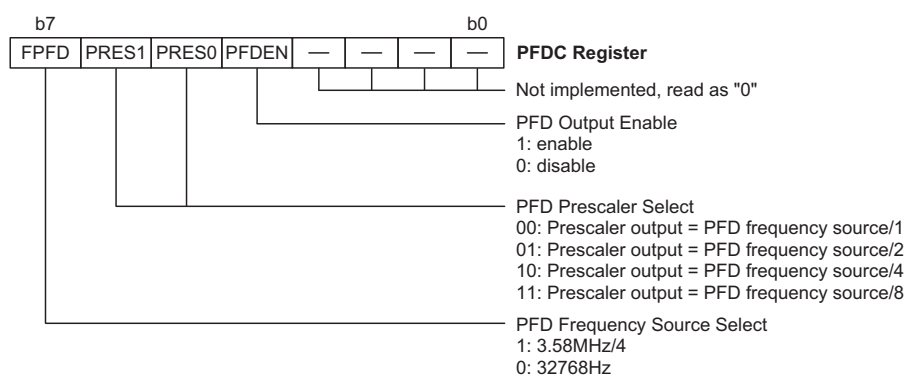 b7 b0
FPFD PRES1 PRES0 PFDEN — — — — PFDC Register
Not implemented, read as "0"
PFD Output Enable
1: enable
0: disable
PFD Prescaler Select
00: Prescaler output = PFD frequency source/1
01: Prescaler output = PFD frequency source/2
10: Prescaler output = PFD frequency source/4
11: Prescaler output = PFD frequency source/8
PFD Frequency Source Select
1: 3.58MHz/4
0: 32768Hz